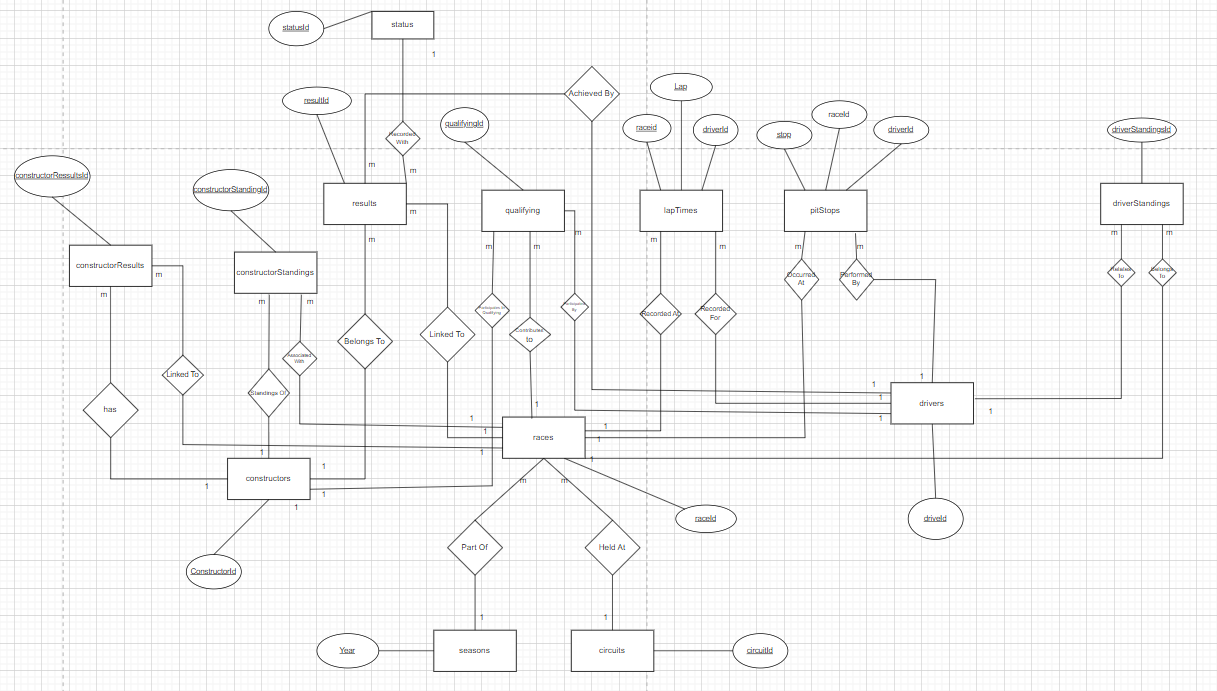 status
statusId
1
Achieved By
Lap
resultId
raceId
qualifyingId
raceid
driverId
stop
driverId
driverStandingsId
Recorded
With
m
m
constructorRessultsId
constructorStandingId
results
m
qualifying
m
lapTimes
pitStops
driverStandings
m
m
m
m
m
m
m
m
m
m
constructorResults
m
constructorStandings
Occurred
At
Performed
By
Relates
To
Belongs
To
m
m
m
Participates In
Qualifying
By
Recorded At
Recorded
For
Linked To
Contributes
to
Belongs To
Associated
With
Linked To
Standings Of
has
1
1
1
1
1
1
drivers
1
1
1
1
races
1
1
1
1
1
constructors
1
1
1
1
m
m
raceId
driveId
Part Of
Held At
ConstructorId
1
1
Year
seasons
circuits
circuitId